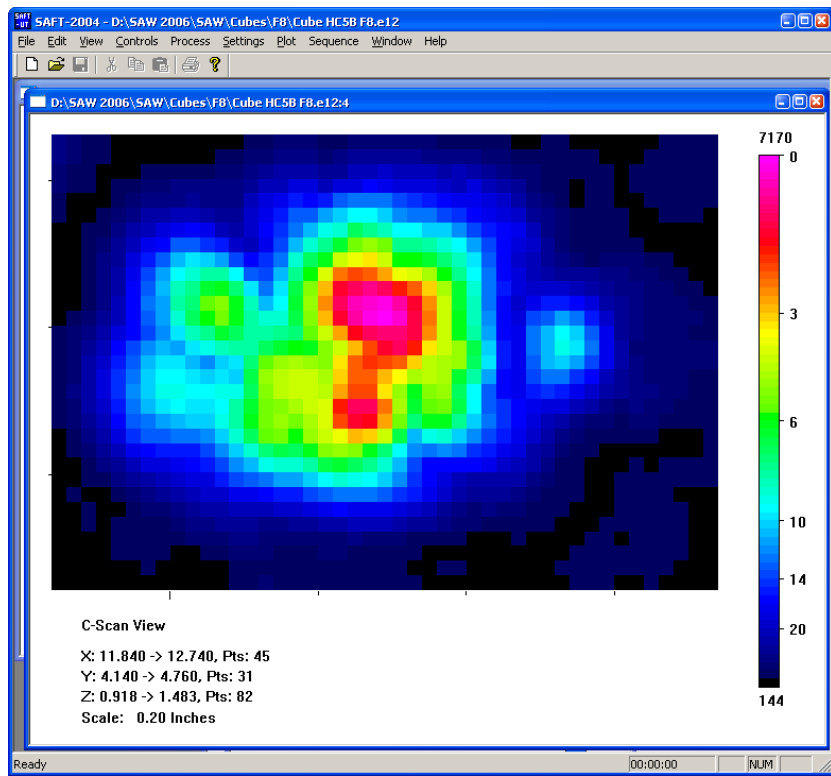 SAFT-UT SAFT-2004 - D:\SAW 2006\SAW\Cubes\F8\Cube HC5B F8.e12
File Edit View Controls Process Settings Plot Sequence Window Help
D:\SAW 2006\SAW\Cubes\F8\Cube HC5B F8.e12:4
7170
0
3
6
10
14
20
144
C-Scan View
X: 11.840 -> 12.740, Pts: 45
Y: 4.140 -> 4.760, Pts: 31
Z: 0.918 -> 1.483, Pts: 82
Scale: 0.20 Inches
Ready 00:00:00 NUM